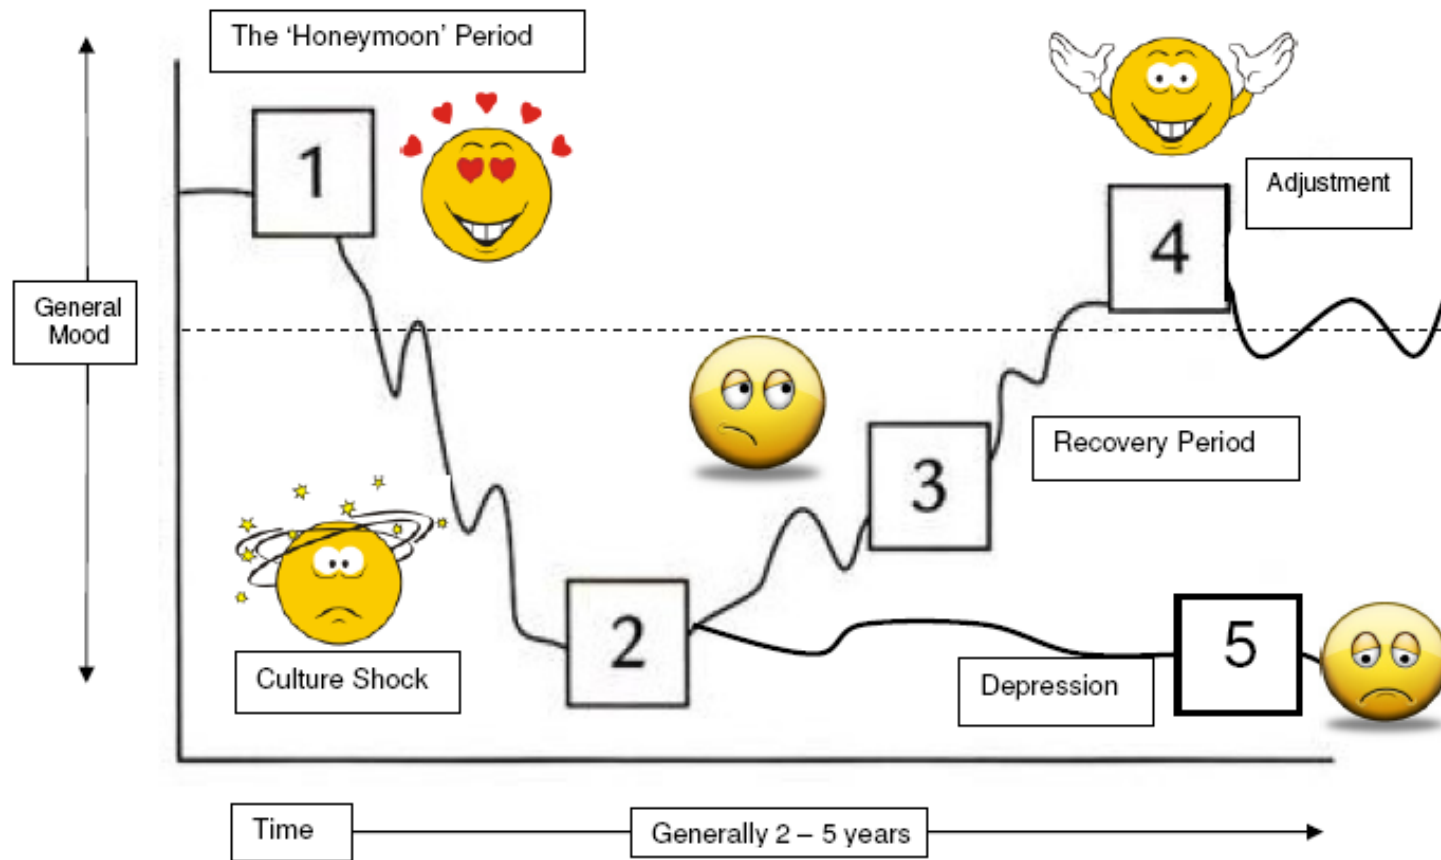 The ‘Honeymoon’ Period
1
Adjustment
4
General
Mood
Recovery Period
3
2
5
Culture Shock
Depression
Time
Generally 2 – 5 years